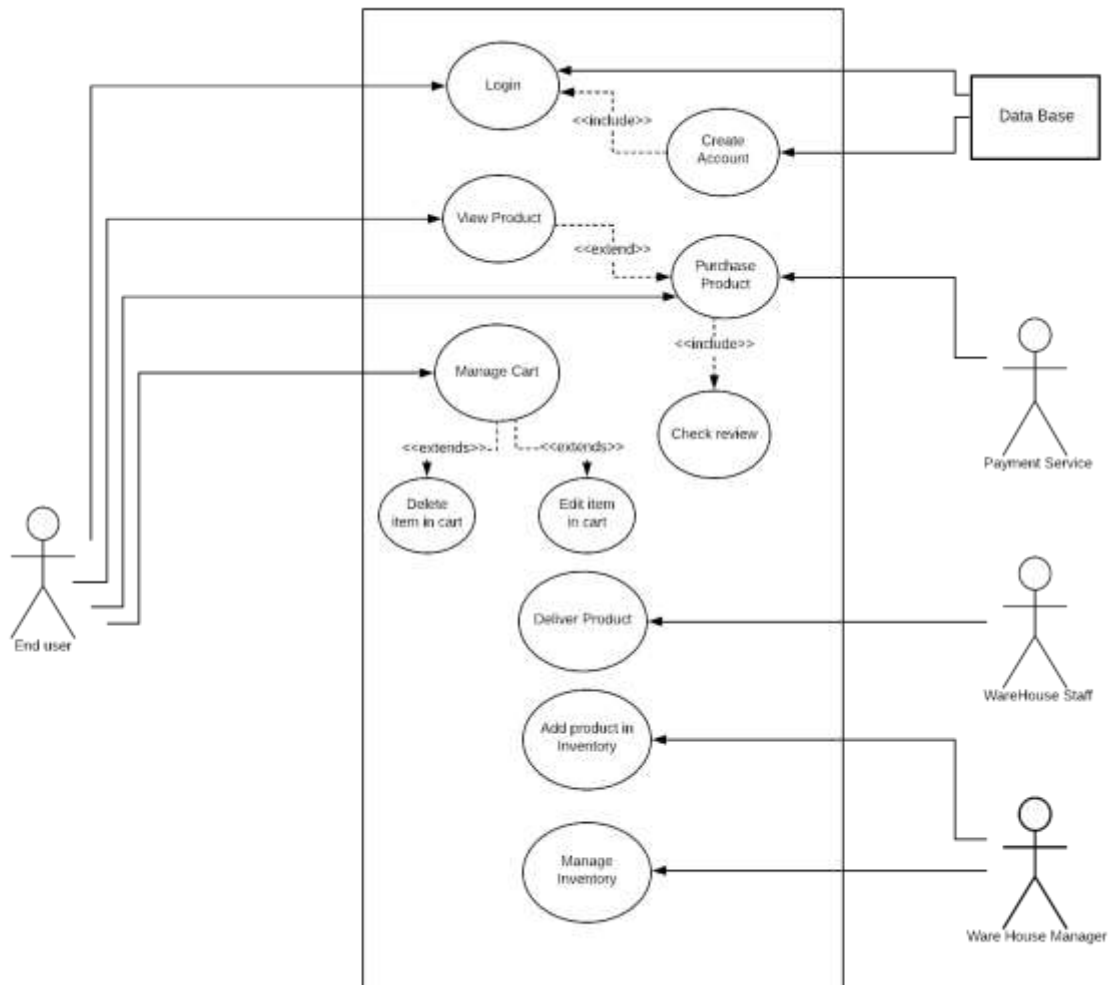 Login
Data Base
<<include>>
Create
Account
View Product
<<extend>>
Purchase
Product
<<include>>
Manage Cart
Check review
<<extends>>
<<extends>>
Payment Service
Delete
item in cart
Edit item
in cart
Deliver Product
End user
WareHouse Staff
Add product in
Inventory
Manage
Inventory
Ware House Manager